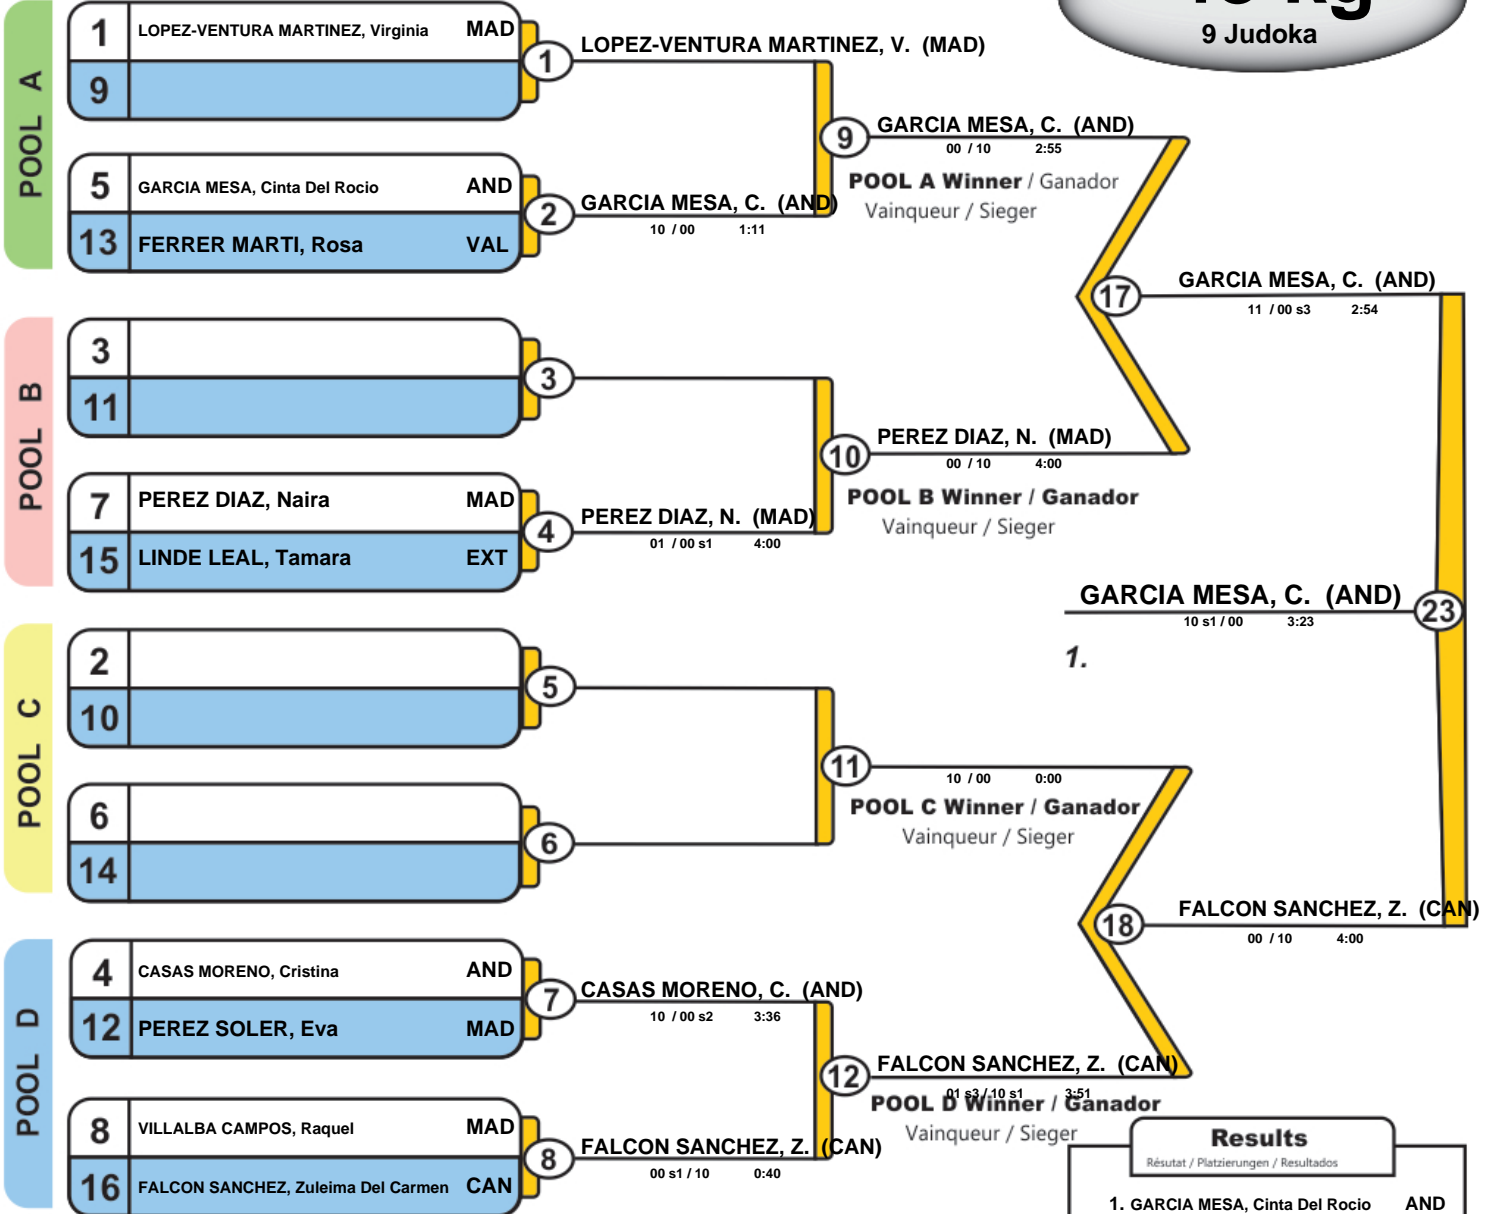 9 Judoka
POOL A
1 LOPEZ-VENTURA MARTINEZ, Virginia MAD
9
1
LOPEZ-VENTURA MARTINEZ, V. (MAD)
5 GARCIA MESA, Cinta Del Rocio AND
13 FERRER MARTI, Rosa VAL
2
GARCIA MESA, C. (AND)
10 / 00 1:11
9
GARCIA MESA, C. (AND)
00 / 10 2:55
POOL A Winner / Ganador
Vainqueur / Sieger
17
GARCIA MESA, C. (AND)
11 / 00 s3 2:54
POOL B
3
11
3
7 PEREZ DIAZ, Naira MAD
15 LINDE LEAL, Tamara EXT
4
PEREZ DIAZ, N. (MAD)
01 / 00 s1 4:00
10
PEREZ DIAZ, N. (MAD)
00 / 10 4:00
POOL B Winner / Ganador
Vainqueur / Sieger
GARCIA MESA, C. (AND)
10 s1 / 00 3:23
23
1.
POOL C
2
10
5
6
14
6
11
10 / 00 0:00
POOL C Winner / Ganador
Vainqueur / Sieger
18
FALCON SANCHEZ, Z. (CAN)
00 / 10 4:00
POOL D
4 CASAS MORENO, Cristina AND
12 PEREZ SOLER, Eva MAD
7
CASAS MORENO, C. (AND)
10 / 00 s2 3:36
8 VILLALBA CAMPOS, Raquel MAD
16 FALCON SANCHEZ, Zuleima Del Carmen CAN
8
FALCON SANCHEZ, Z. (CAN)
00 s1 / 10 0:40
12
FALCON SANCHEZ, Z. (CAN)
01 s3 / 10 s1 3:51
POOL D Winner / Ganador
Vainqueur / Sieger
Results
Résutat / Platzierungen / Resultados
1. GARCIA MESA, Cinta Del Rocio AND